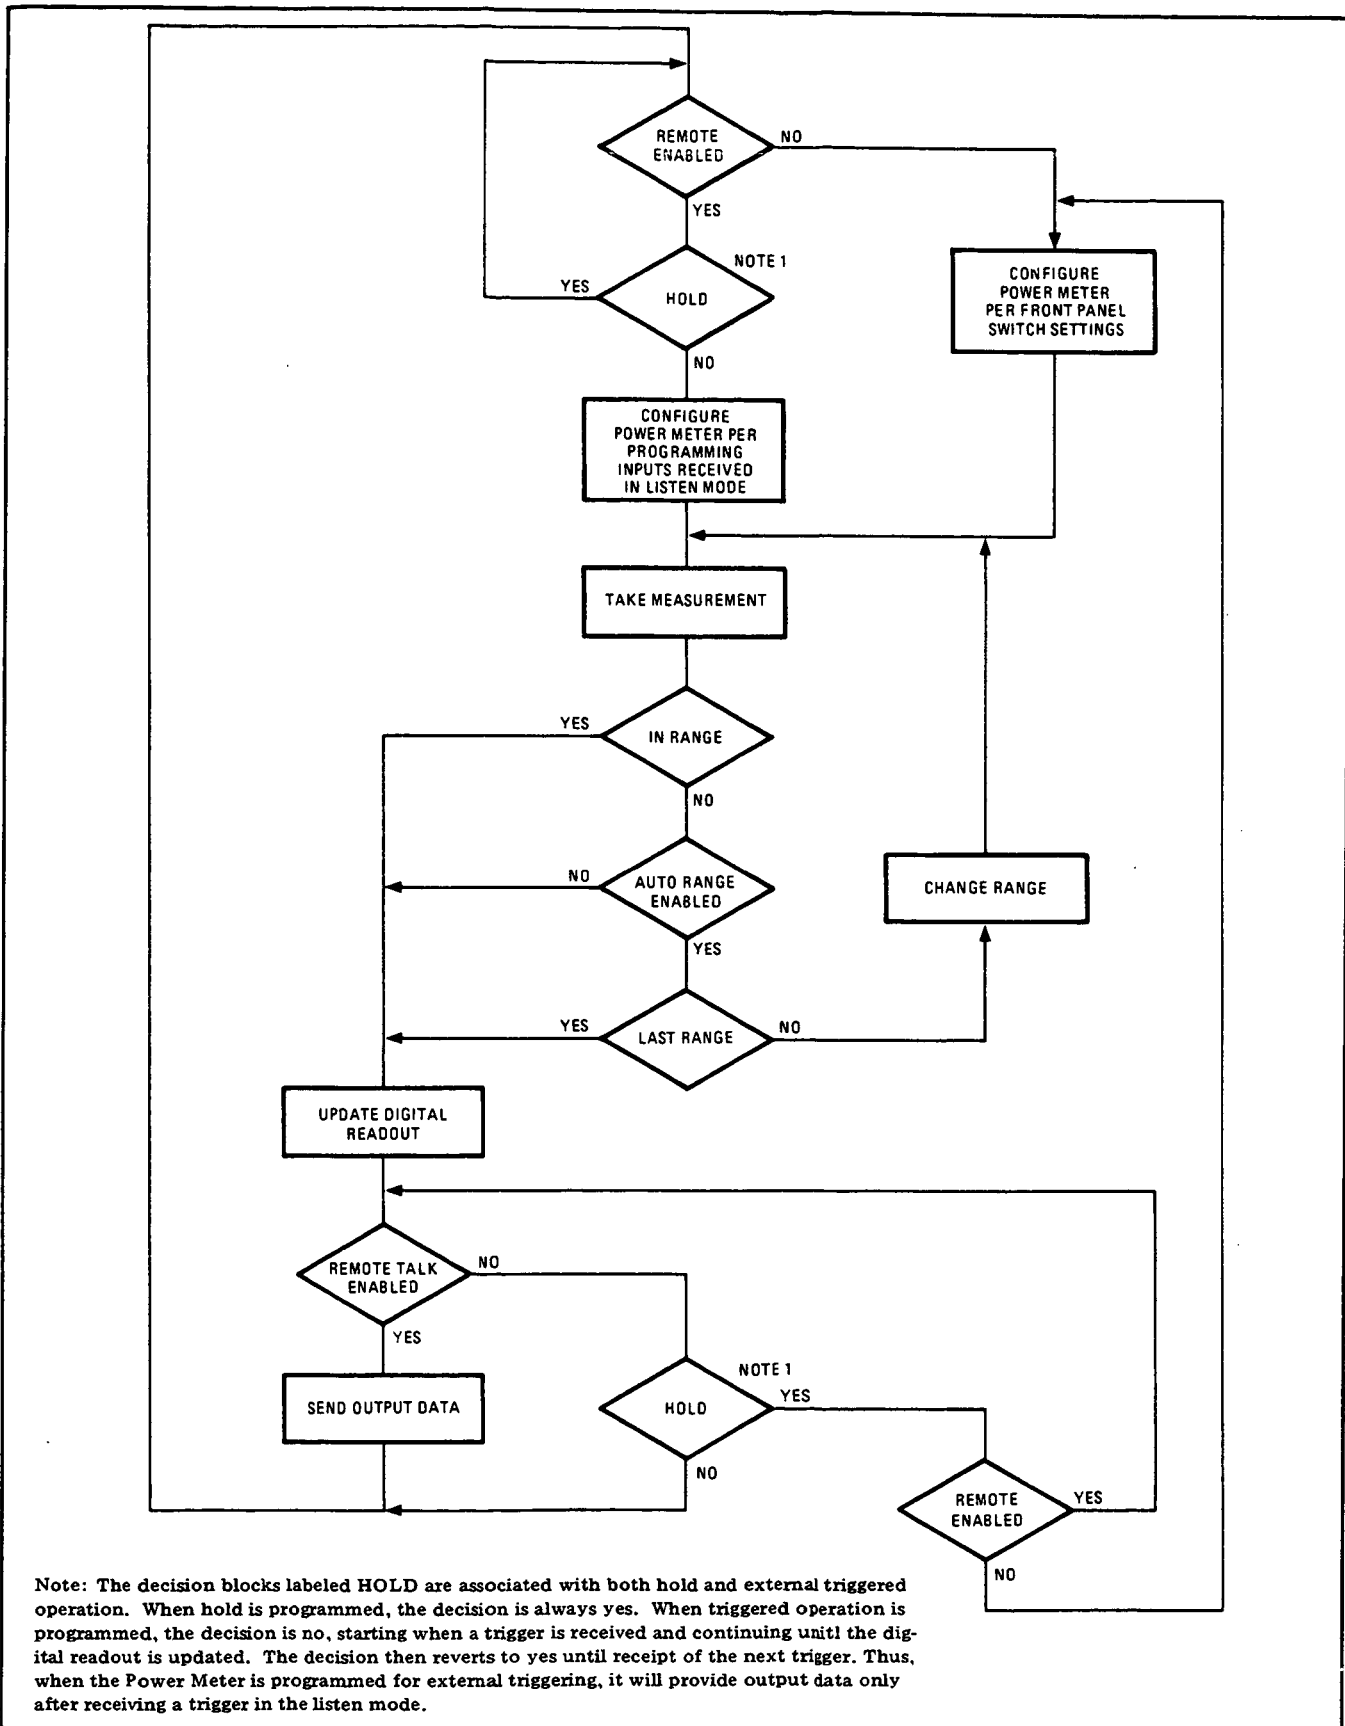 REMOTE
ENABLED
NO
YES
NOTE 1
YES
HOLD
NO
CONFIGURE
POWER METER
PER FRONT PANEL
SWITCH SETTINGS
CONFIGURE
POWER METER PER
PROGRAMMING
INPUTS RECEIVED
IN LISTEN MODE
TAKE MEASUREMENT
YES
IN RANGE
NO
NO
AUTO RANGE
ENABLED
YES
CHANGE RANGE
YES
LAST RANGE
NO
UPDATE DIGITAL
READOUT
REMOTE TALK
ENABLED
NO
YES
SEND OUTPUT DATA
NOTE 1
HOLD
YES
NO
REMOTE
ENABLED
YES
NO
Note: The decision blocks labeled HOLD are associated with both hold and external triggered
operation. When hold is programmed, the decision is always yes. When triggered operation is
programmed, the decision is no, starting when a trigger is received and continuing unitl the dig-
ital readout is updated. The decision then reverts to yes until receipt of the next trigger. Thus,
when the Power Meter is programmed for external triggering, it will provide output data only
after receiving a trigger in the listen mode.